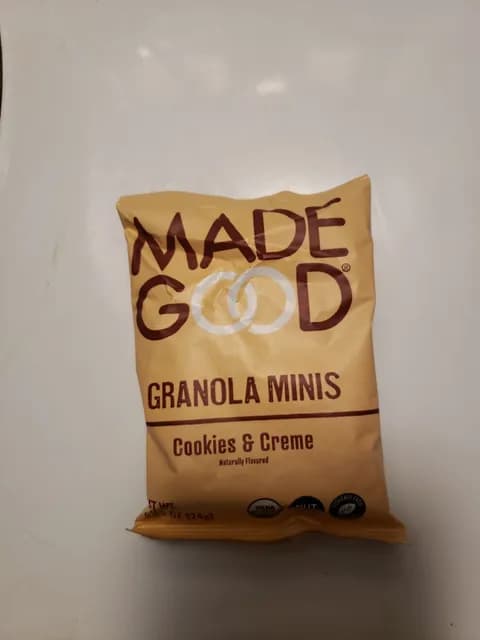 MADE
GOOD®
GRANOLA MINIS
Cookies & Creme
Naturally Flavored